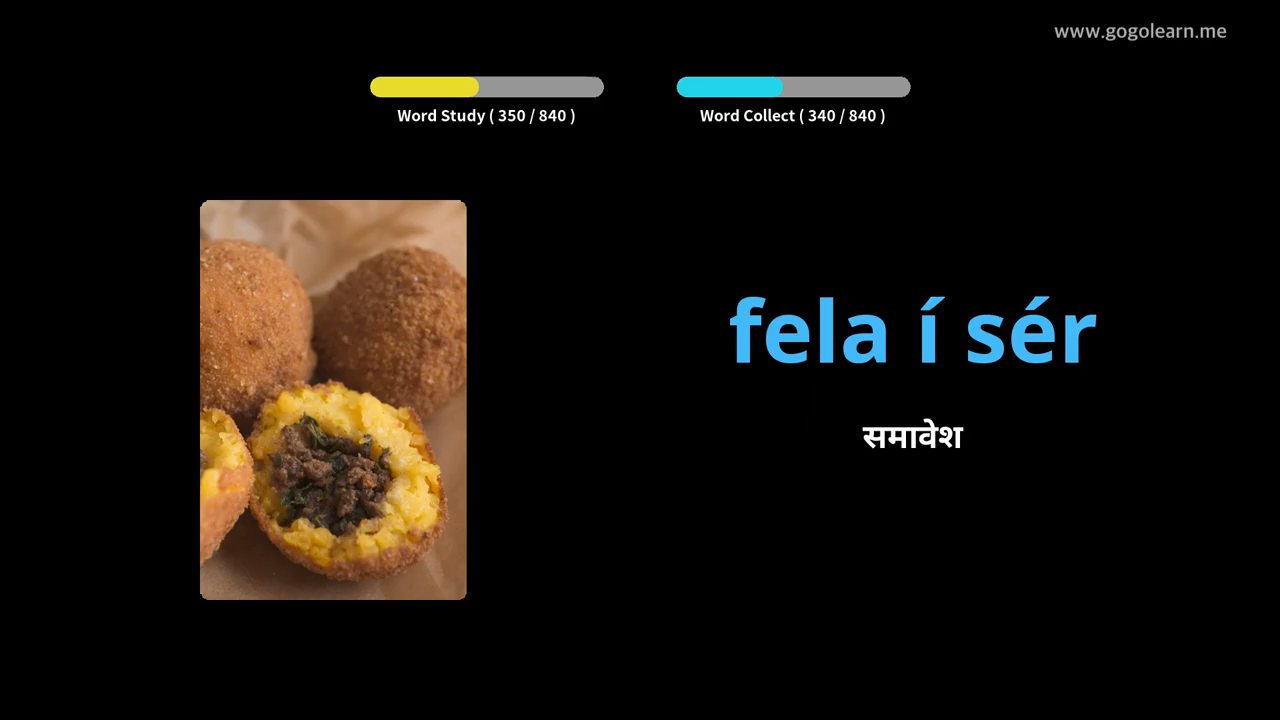 www.gogolearn.me
Word Study ( 350 / 840 )
Word Collect ( 340 / 840 )
fela í sér
समावेश